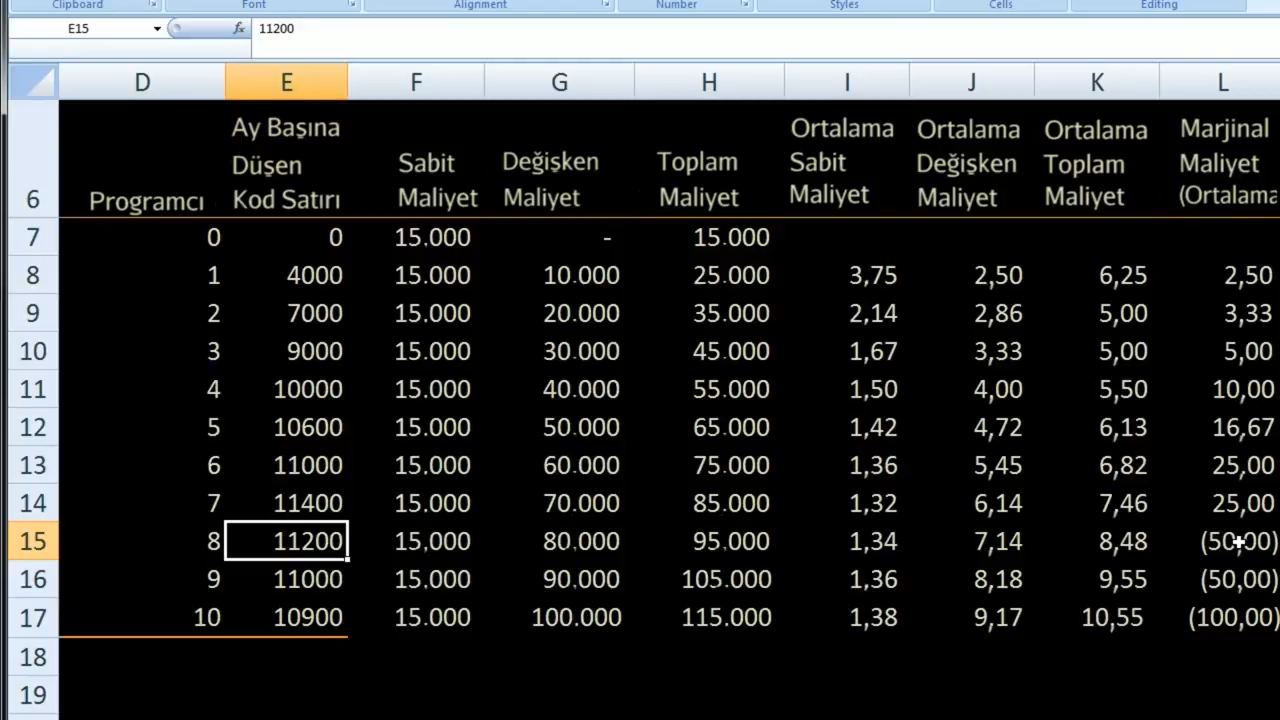 Clipboard Font Alignment Number Styles Cells Editing
E15 fx 11200
D E F G H I J K L
6 Programcı Ay Başına Düşen Kod Satırı Sabit Maliyet Değişken Maliyet Toplam Maliyet Ortalama Sabit Maliyet Ortalama Değişken Maliyet Ortalama Toplam Maliyet Marjinal Maliyet (Ortalama
7 0 0 15.000 - 15.000
8 1 4000 15.000 10.000 25.000 3,75 2,50 6,25 2,50
9 2 7000 15.000 20.000 35.000 2,14 2,86 5,00 3,33
10 3 9000 15.000 30.000 45.000 1,67 3,33 5,00 5,00
11 4 10000 15.000 40.000 55.000 1,50 4,00 5,50 10,00
12 5 10600 15.000 50.000 65.000 1,42 4,72 6,13 16,67
13 6 11000 15.000 60.000 75.000 1,36 5,45 6,82 25,00
14 7 11400 15.000 70.000 85.000 1,32 6,14 7,46 25,00
15 8 11200 15.000 80.000 95.000 1,34 7,14 8,48 (50,00)
16 9 11000 15.000 90.000 105.000 1,36 8,18 9,55 (50,00)
17 10 10900 15.000 100.000 115.000 1,38 9,17 10,55 (100,00)
18
19